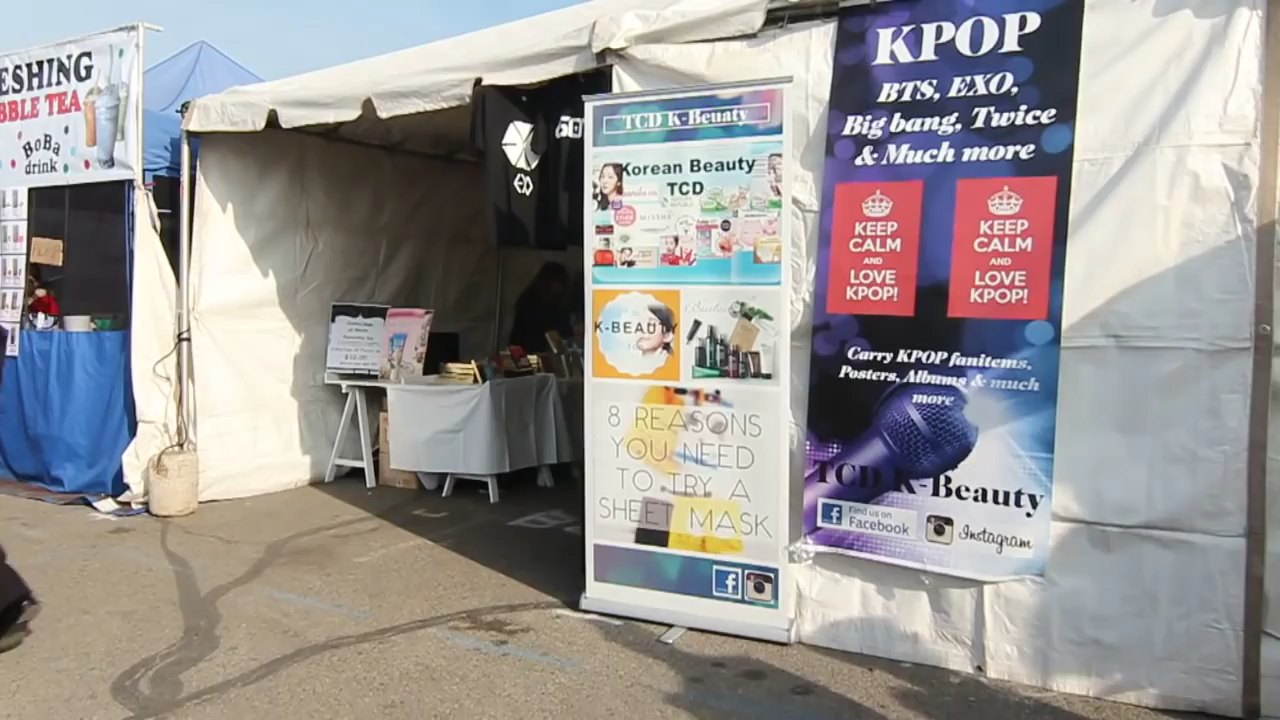 ESHING
BBLE TEA
BoBa
drink
EXO
TCD K-Beuaty
Korean Beauty
TCD
K-BEAUTY
8 REASONS
YOU NEED
TO TRY A
SHEET MASK
KPOP
BTS, EXO,
Big bang, Twice
& Much more
KEEP
CALM
AND
LOVE
KPOP!
KEEP
CALM
AND
LOVE
KPOP!
Carry KPOP fanitems,
Posters, Albums & much
more
TCD K-Beauty
Find us on
Facebook
Instagram